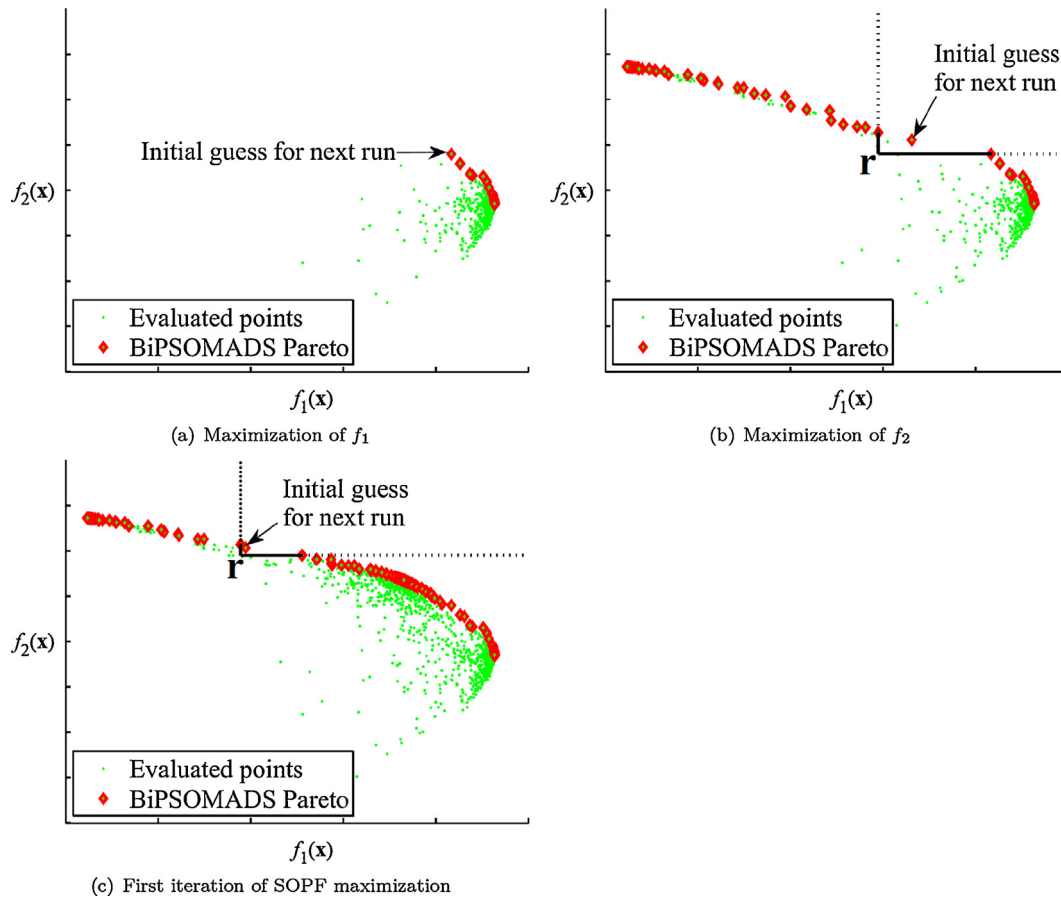 Initial guess for next run
f₂(x)
Evaluated points
BiPSOMADS Pareto
f₁(x)
(a) Maximization of f₁
Initial guess
for next run
r
f₂(x)
Evaluated points
BiPSOMADS Pareto
f₁(x)
(b) Maximization of f₂
Initial guess
for next run
r
f₂(x)
Evaluated points
BiPSOMADS Pareto
f₁(x)
(c) First iteration of SOPF maximization